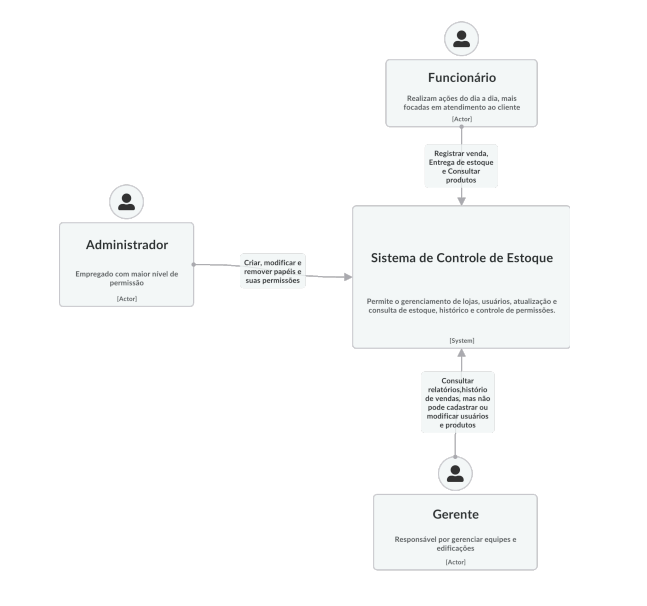 Funcionário
Realizam ações do dia a dia, mais
focadas em atendimento ao cliente
[Actor]
Registrar venda,
Entrega de estoque
e Consultar
produtos
Administrador
Empregado com maior nível de
permissão
[Actor]
Criar, modificar e
remover papéis e
suas permissões
Sistema de Controle de Estoque
Permite o gerenciamento de lojas, usuários, atualização e
consulta de estoque, histórico e controle de permissões.
[System]
Consultar
relatórios,histório
de vendas, mas não
pode cadastrar ou
modificar usuários
e produtos
Gerente
Responsável por gerenciar equipes e
edificações
[Actor]